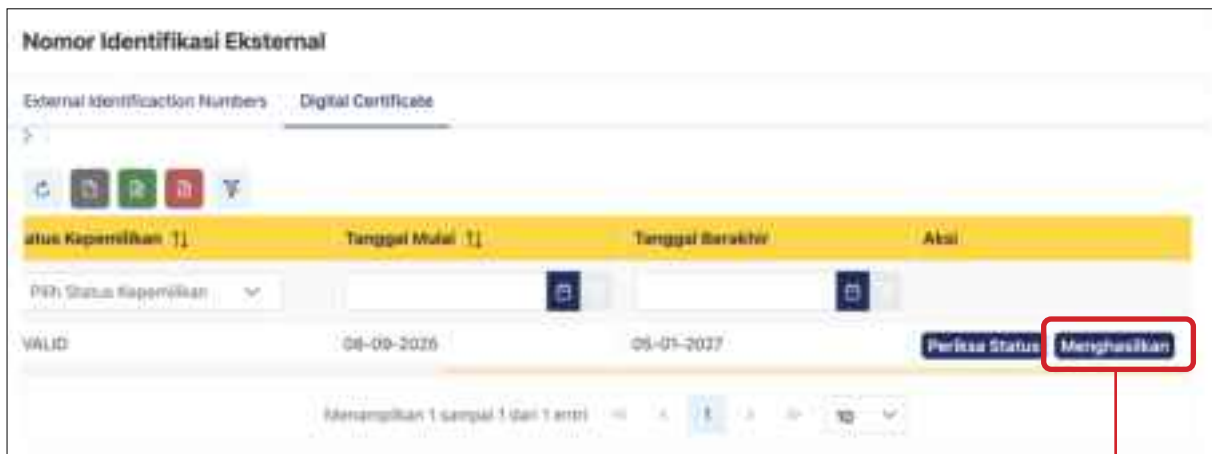 Nomor Identifikasi Eksternal
External Identificaction Numbers Digital Certificate
atus Kepemilikan Tanggal Mulai Tanggal Berakhir Aksi
Pilih Status Kepemilikan
VALID 08-09-2026 05-01-2027 Periksa Status Menghasilkan
Menampilkan 1 sampai 1 dari 1 entri 1 10